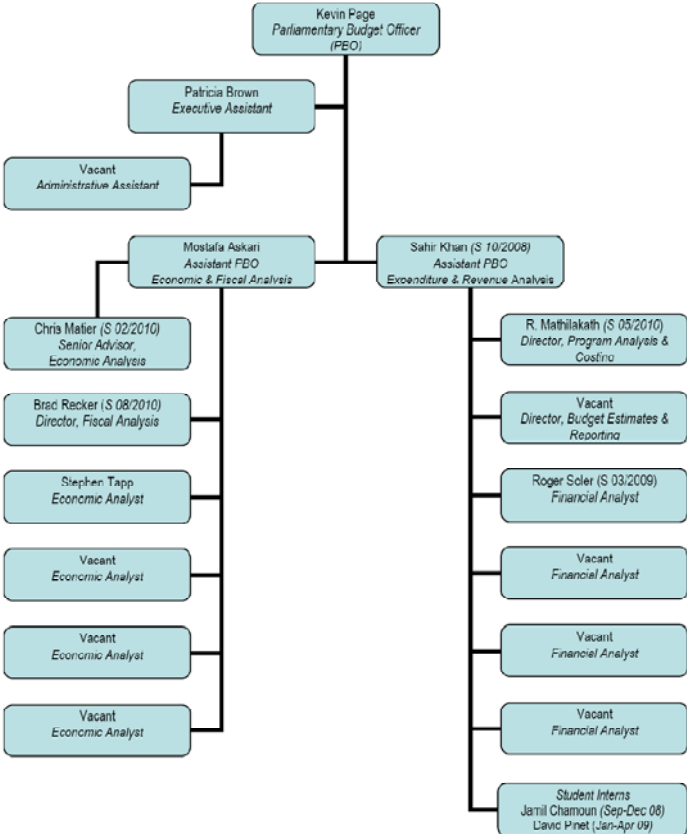 Kevin Page
Parliamentary Budget Officer
(PBO)
Patricia Brown
Executive Assistant
Vacant
Administrative Assistant
Mostafa Askari
Assistant PBO
Economic & Fiscal Analysis
Sahir Khan (S 10/2008)
Assistant PBO
Expenditure & Revenue Analysis
Chris Matier (S 02/2010)
Senior Advisor,
Economic Analysis
Brad Recker (S 08/2010)
Director, Fiscal Analysis
Stephen Tapp
Economic Analyst
Vacant
Economic Analyst
Vacant
Economic Analyst
Vacant
Economic Analyst
R. Mathilakath (S 05/2010)
Director, Program Analysis &
Costing
Vacant
Director, Budget Estimates &
Reporting
Roger Soler (S 03/2009)
Financial Analyst
Vacant
Financial Analyst
Vacant
Financial Analyst
Vacant
Financial Analyst
Student Interns
Jamil Chamoun (Sep-Dec 08)
David Pinet (Jan-Apr 09)